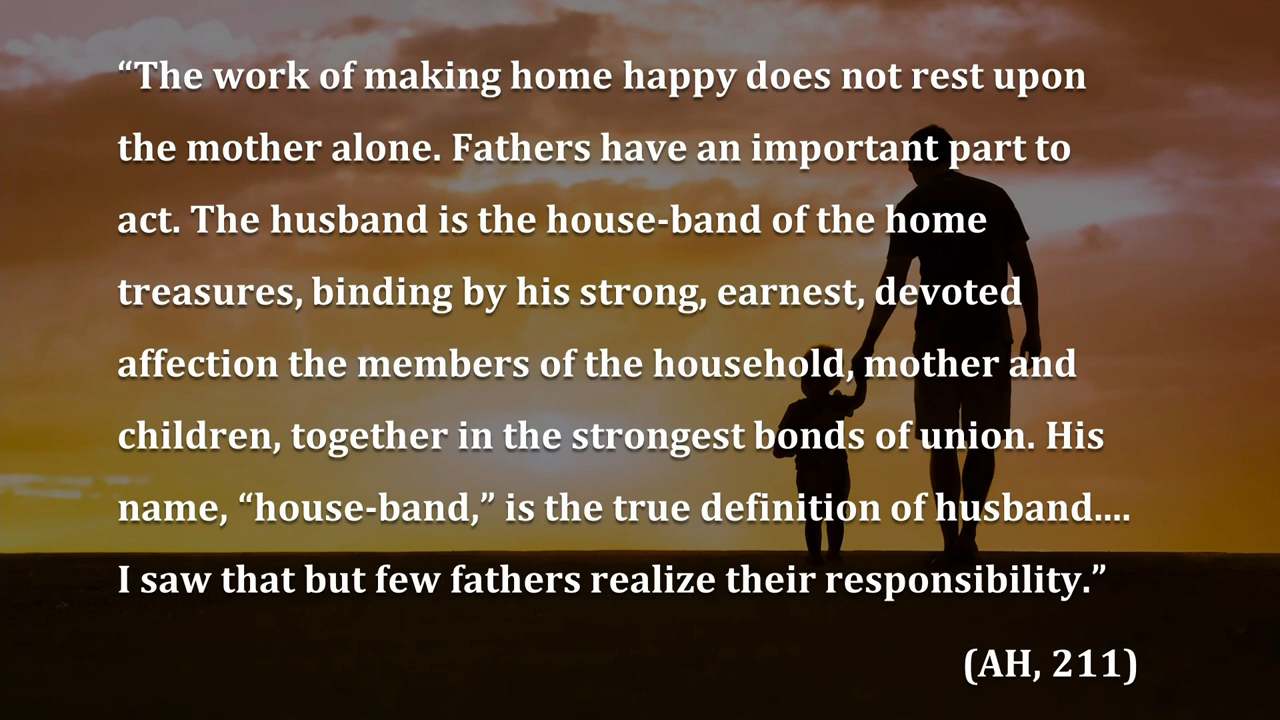 “The work of making home happy does not rest upon
the mother alone. Fathers have an important part to
act. The husband is the house-band of the home
treasures, binding by his strong, earnest, devoted
affection the members of the household, mother and
children, together in the strongest bonds of union. His
name, “house-band,” is the true definition of husband....
I saw that but few fathers realize their responsibility.”
(AH, 211)